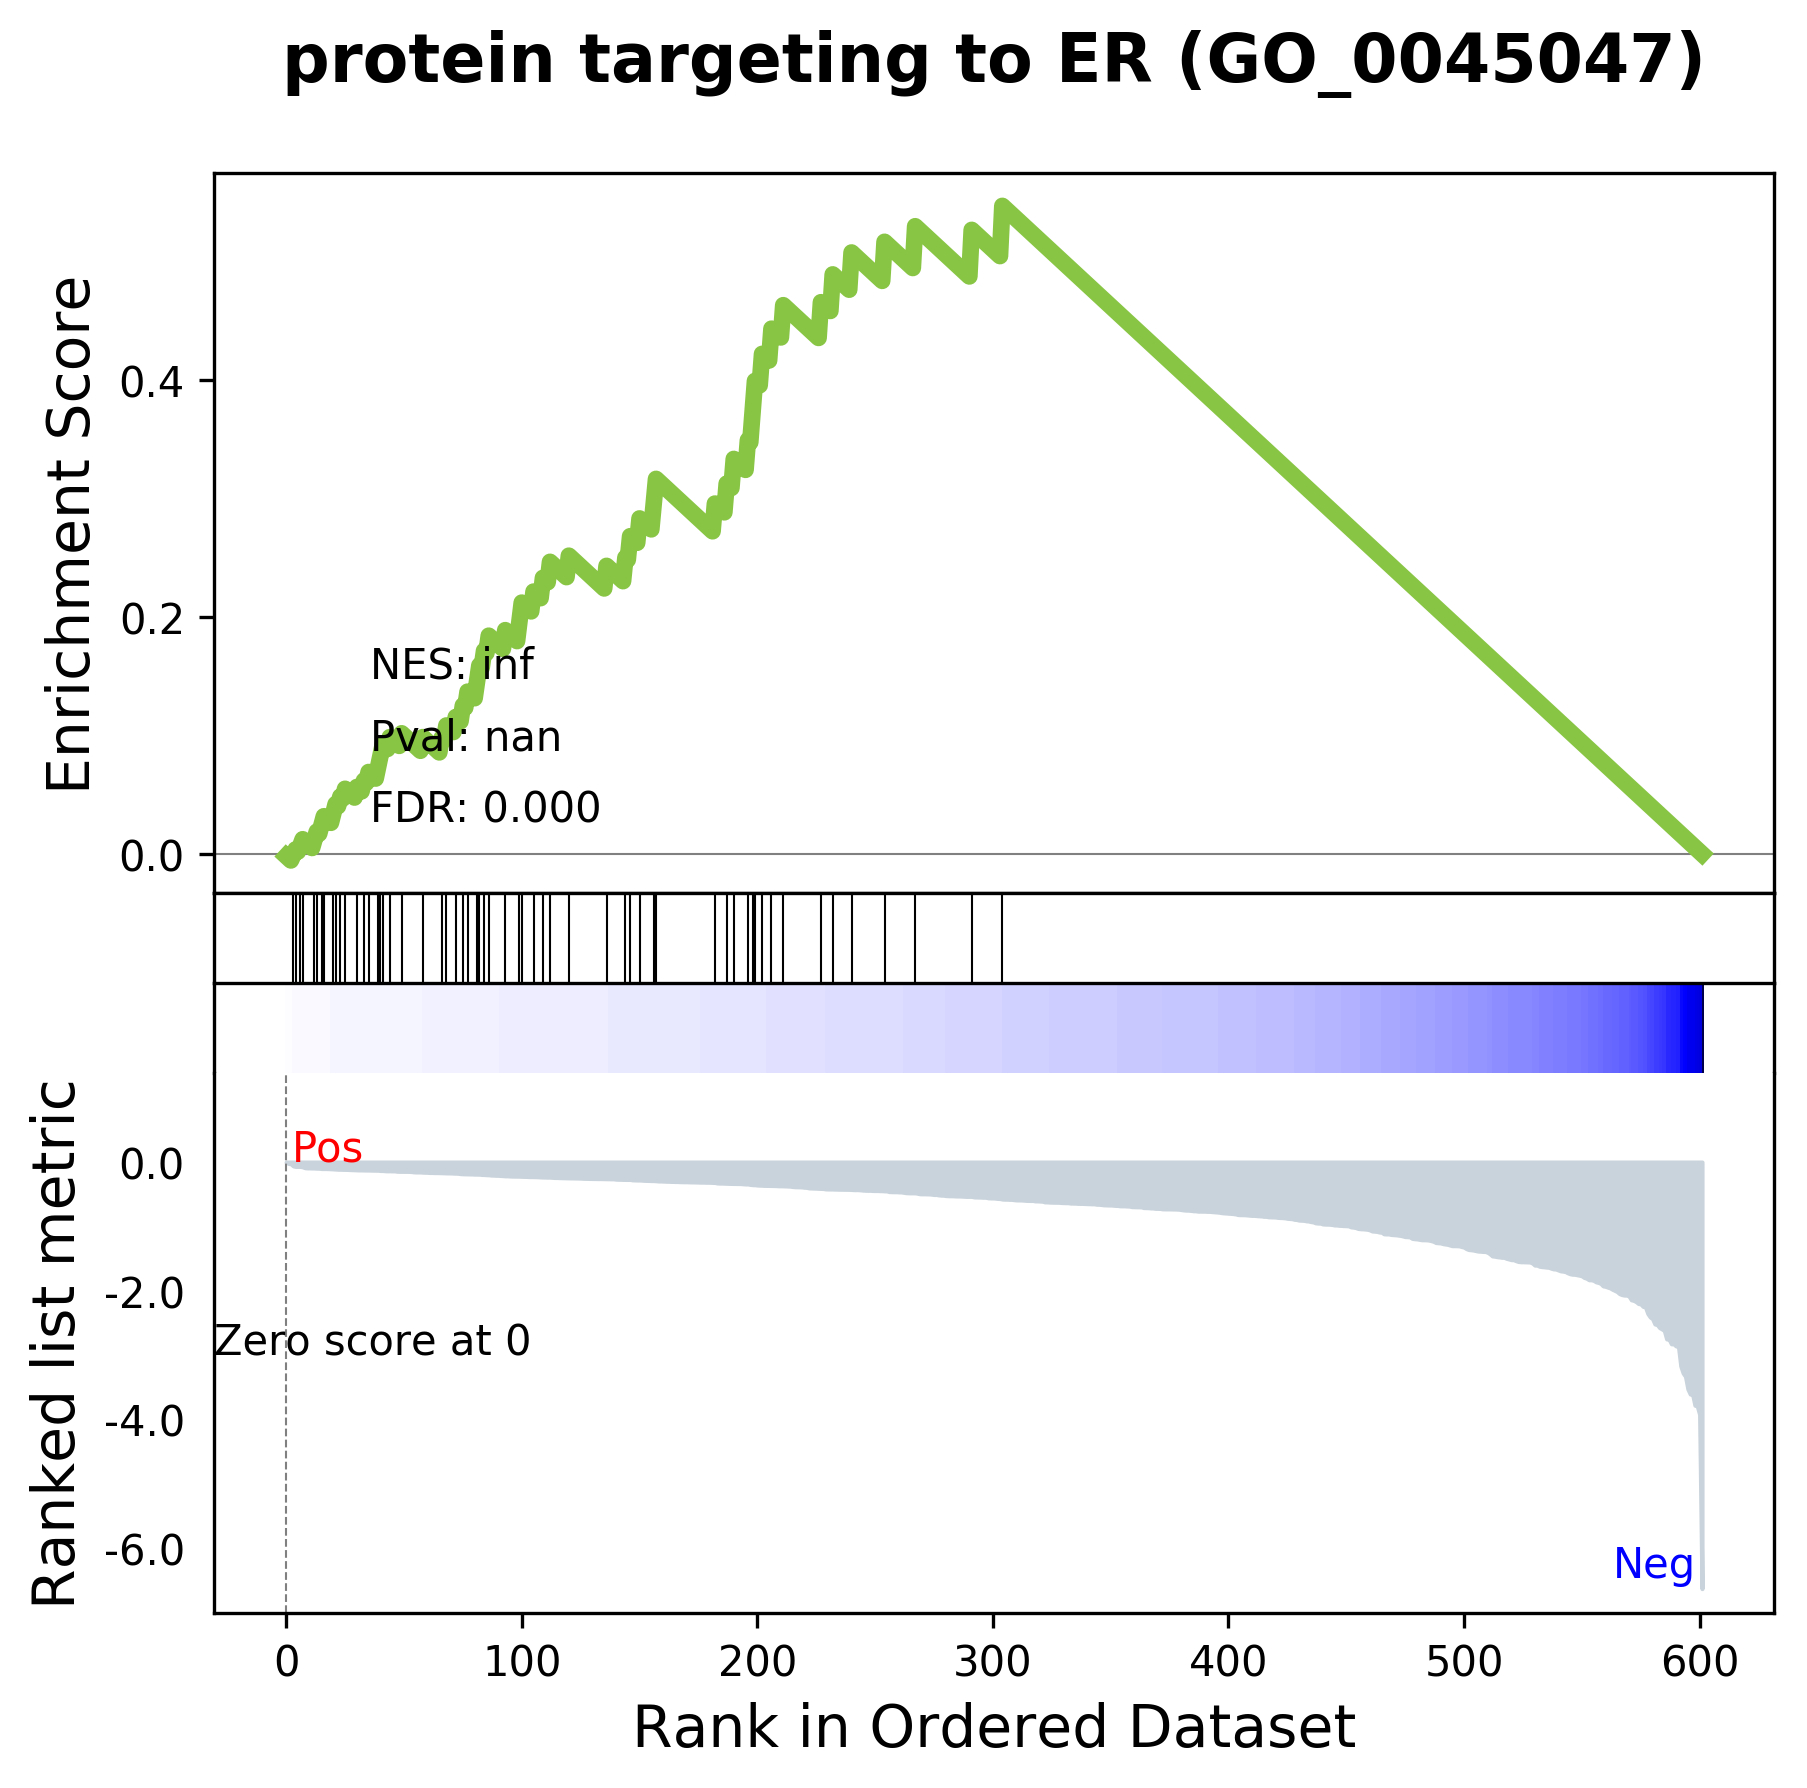 protein targeting to ER (GO_0045047)
Enrichment Score
0.4
0.2
0.0
NES: inf
Pval: nan
FDR: 0.000
Ranked list metric
0.0
-2.0
-4.0
-6.0
Pos
Zero score at 0
Neg
0 100 200 300 400 500 600
Rank in Ordered Dataset